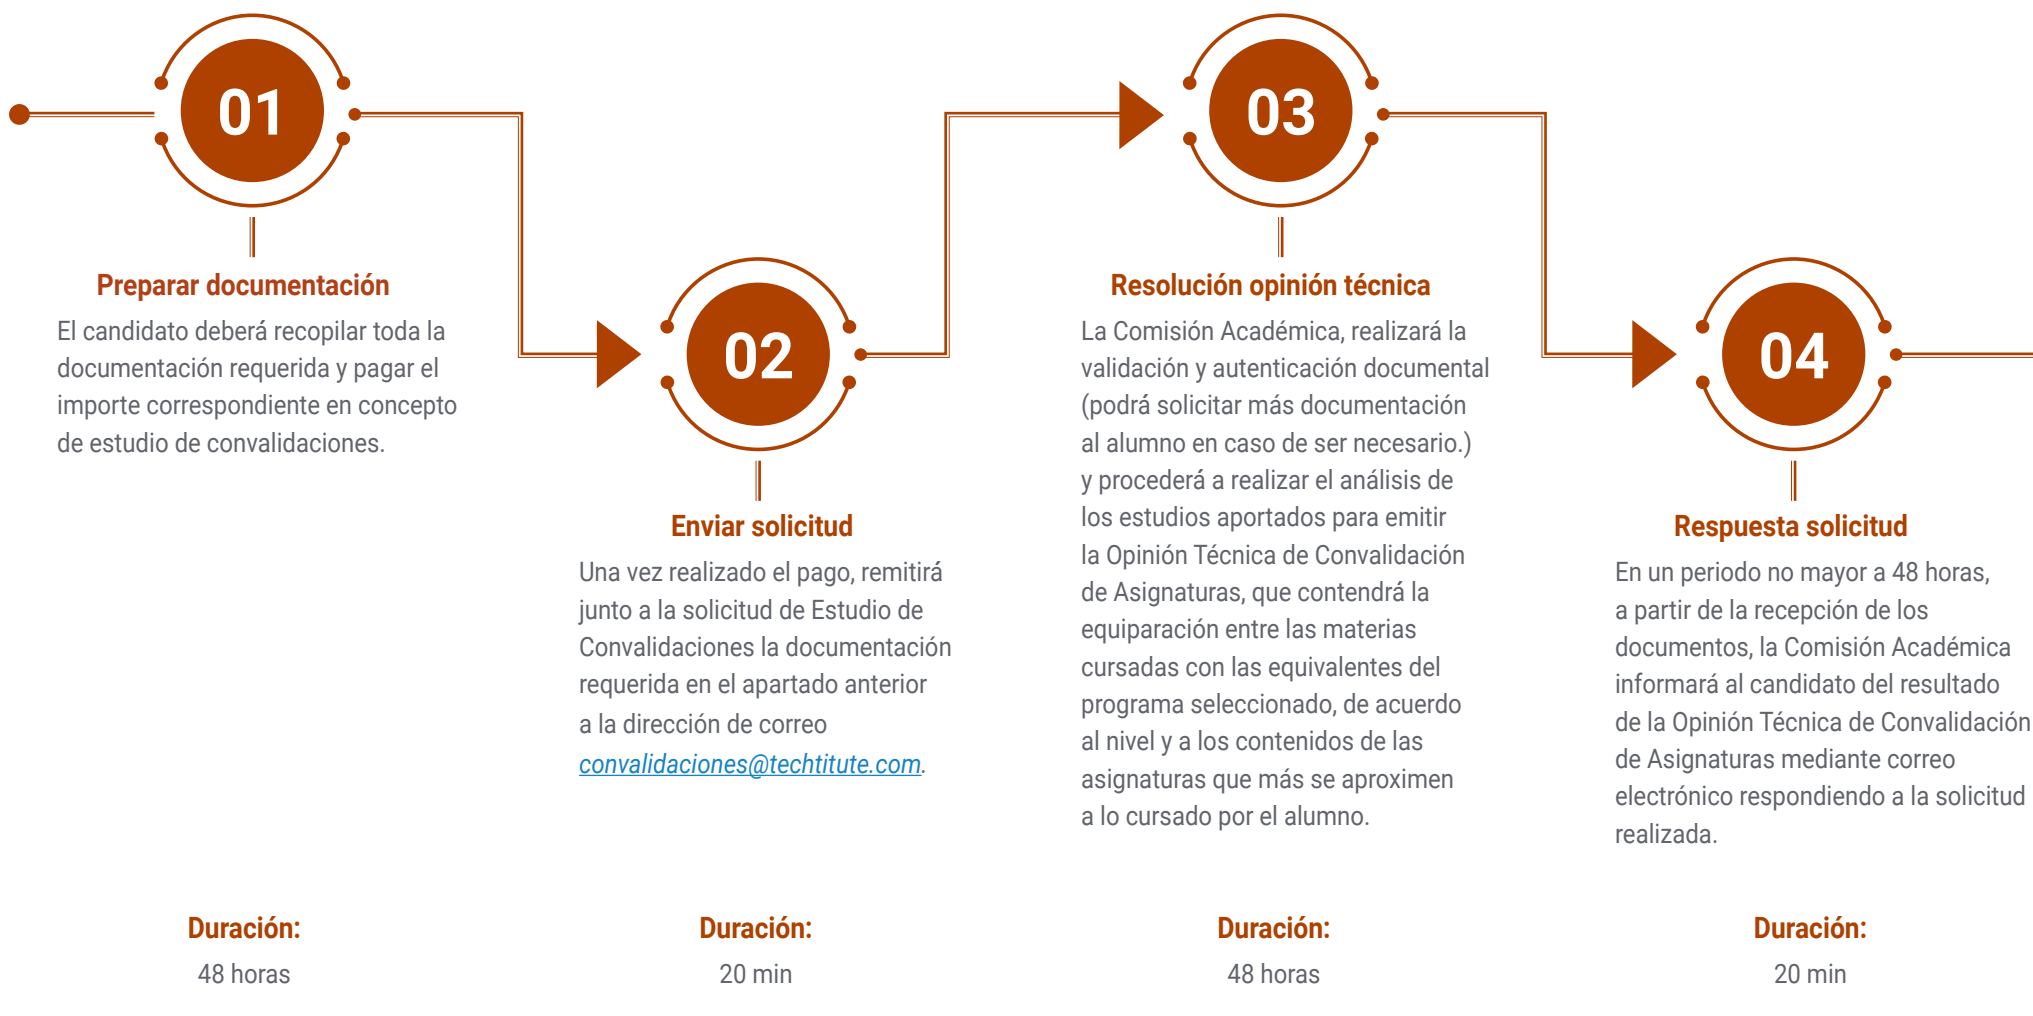 01
Preparar documentación
El candidato deberá recopilar toda la
documentación requerida y pagar el
importe correspondiente en concepto
de estudio de convalidaciones.
Duración:
48 horas
02
Enviar solicitud
Una vez realizado el pago, remitirá
junto a la solicitud de Estudio de
Convalidaciones la documentación
requerida en el apartado anterior
a la dirección de correo
convalidaciones@techtitute.com.
Duración:
20 min
03
Resolución opinión técnica
La Comisión Académica, realizará la
validación y autenticación documental
(podrá solicitar más documentación
al alumno en caso de ser necesario.)
y procederá a realizar el análisis de
los estudios aportados para emitir
la Opinión Técnica de Convalidación
de Asignaturas, que contendrá la
equiparación entre las materias
cursadas con las equivalentes del
programa seleccionado, de acuerdo
al nivel y a los contenidos de las
asignaturas que más se aproximen
a lo cursado por el alumno.
Duración:
48 horas
04
Respuesta solicitud
En un periodo no mayor a 48 horas,
a partir de la recepción de los
documentos, la Comisión Académica
informará al candidato del resultado
de la Opinión Técnica de Convalidación
de Asignaturas mediante correo
electrónico respondiendo a la solicitud
realizada.
Duración:
20 min